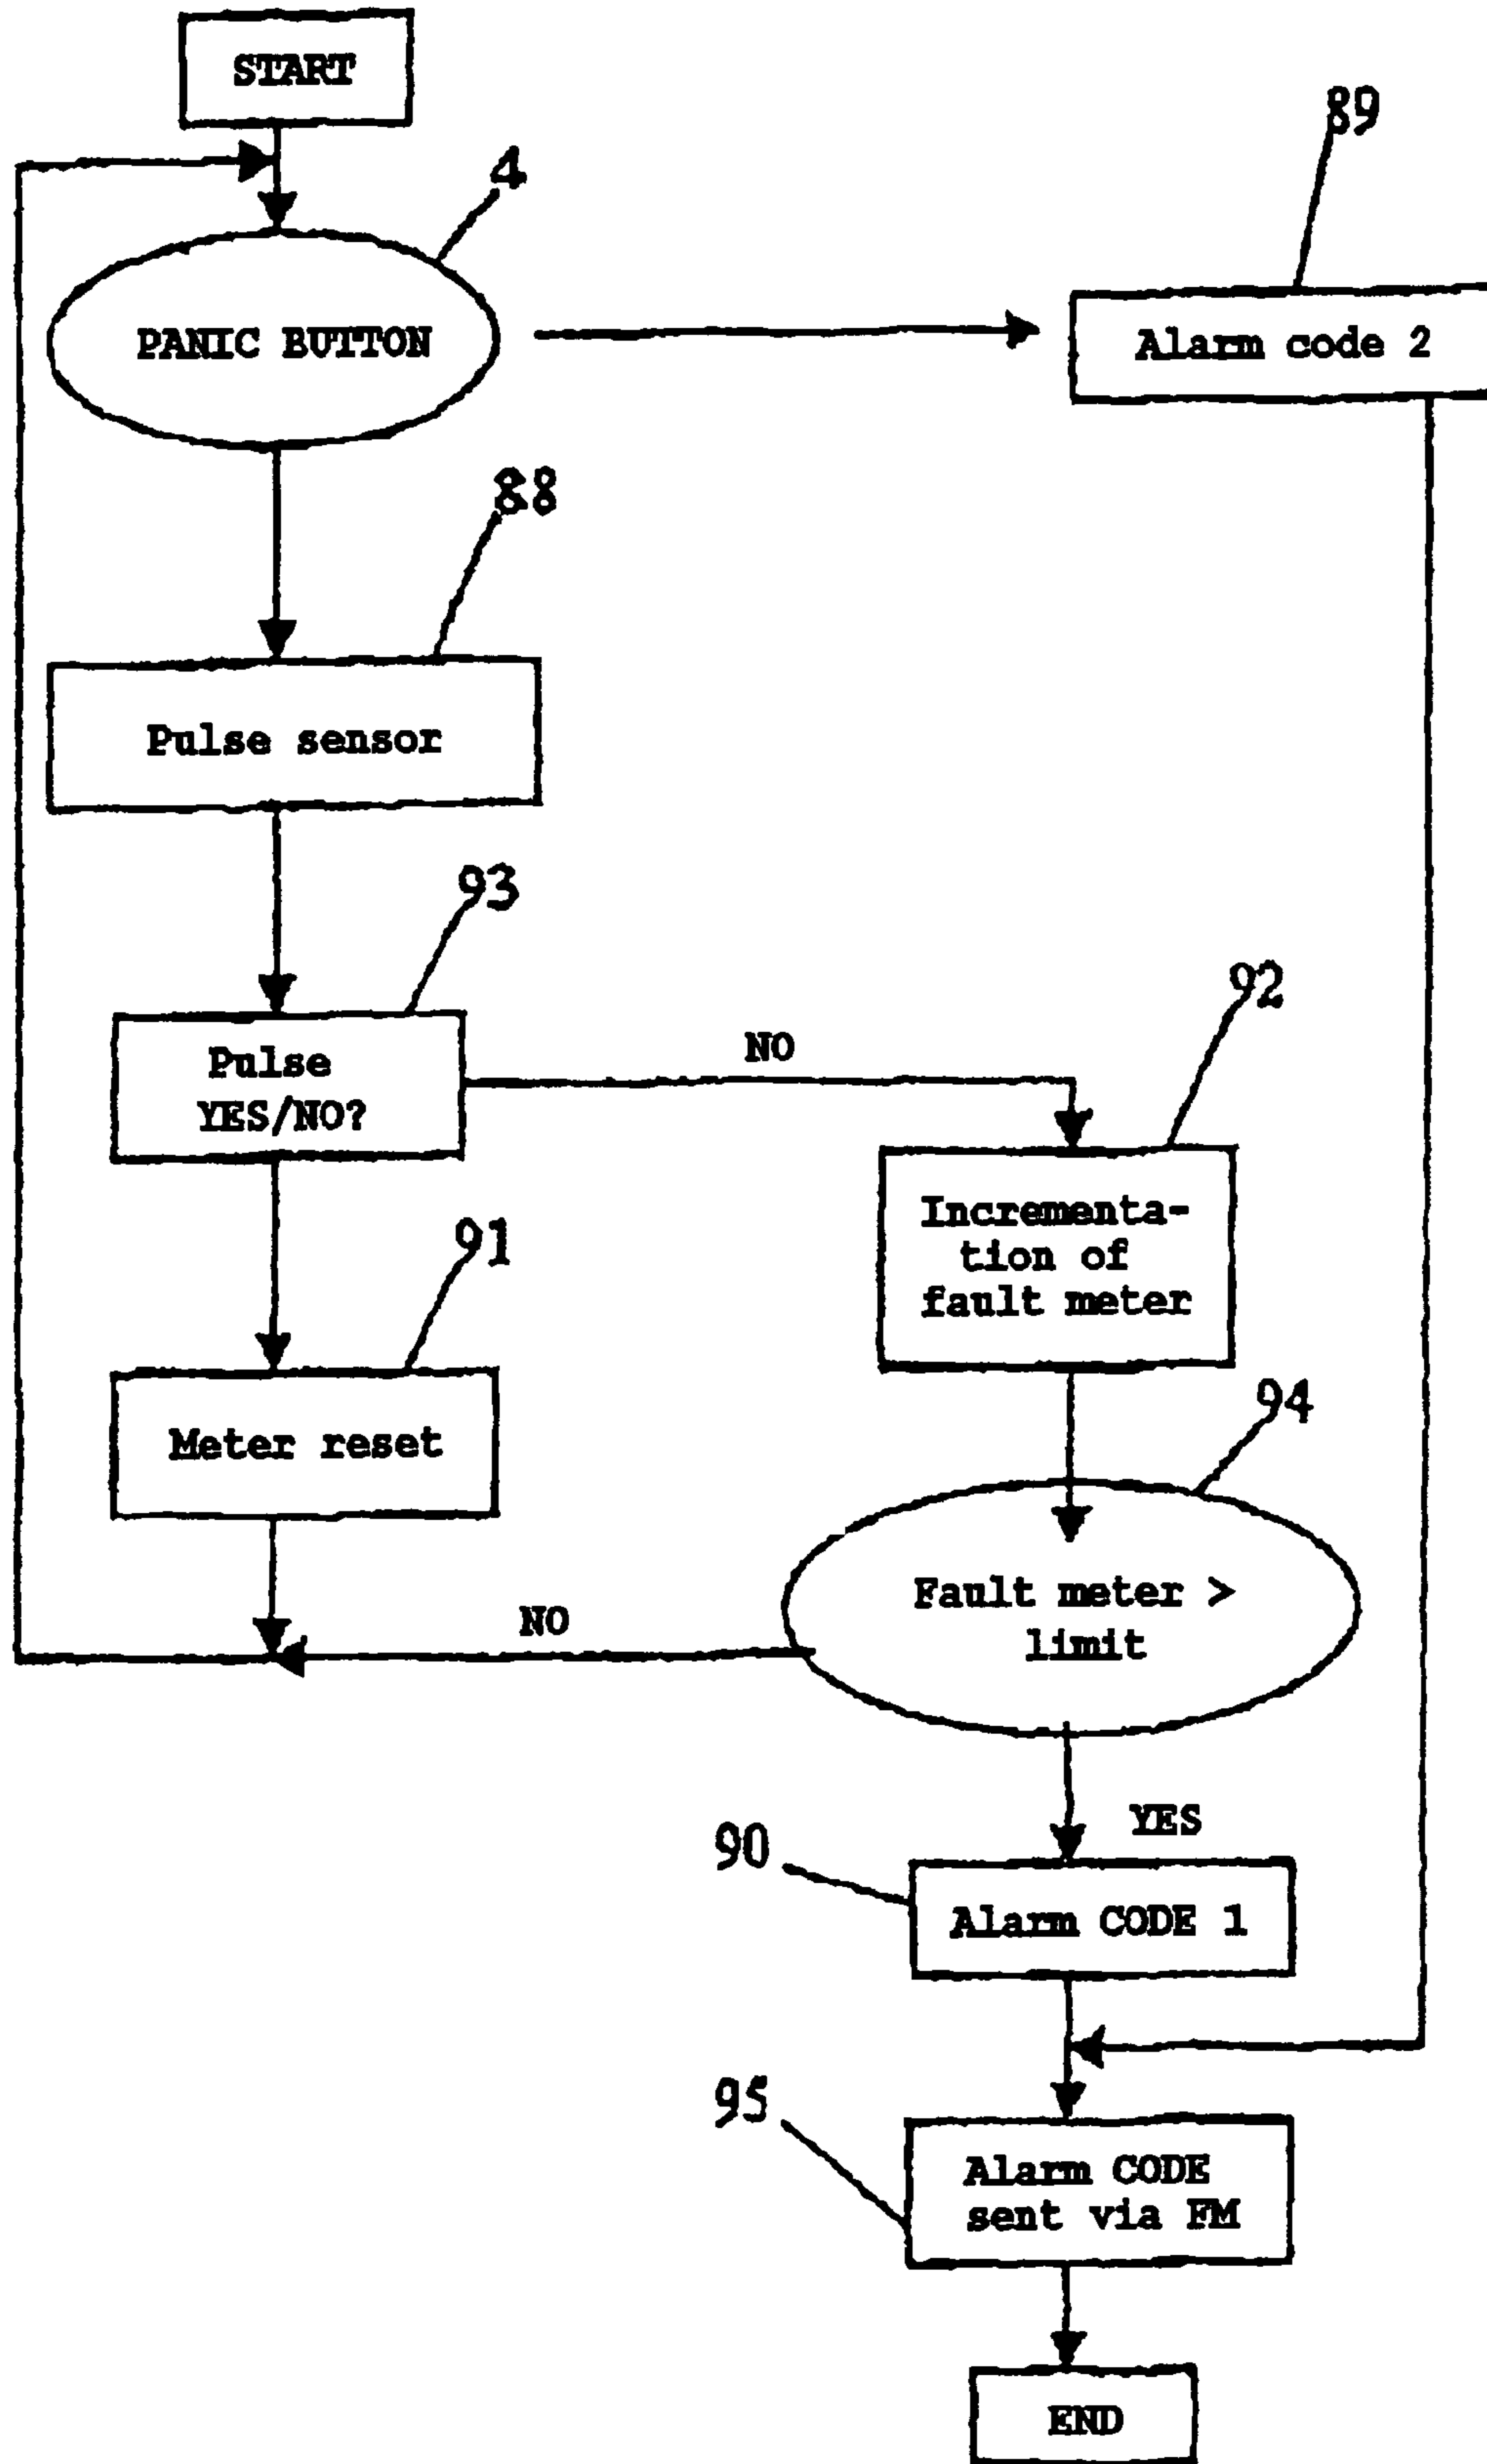 START
89
4
PANIC BUTTON
Alarm code 2
88
Pulse sensor
93
92
NO
Pulse
YES/NO?
91
Incrementa-
tion of
fault meter
94
Meter reset
NO
Fault meter >
limit
YES
90
Alarm CODE 1
95
Alarm CODE
sent via FM
END